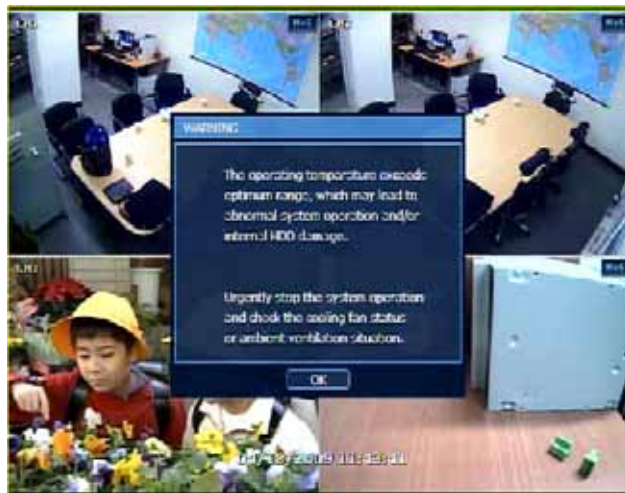 WARNING
The operating temperature exceeds
optimum range, which may lead to
abnormal system operation and/or
internal HDD damage.
Urgently stop the system operation
and check the cooling fan status
or ambient ventilation situation.
OK